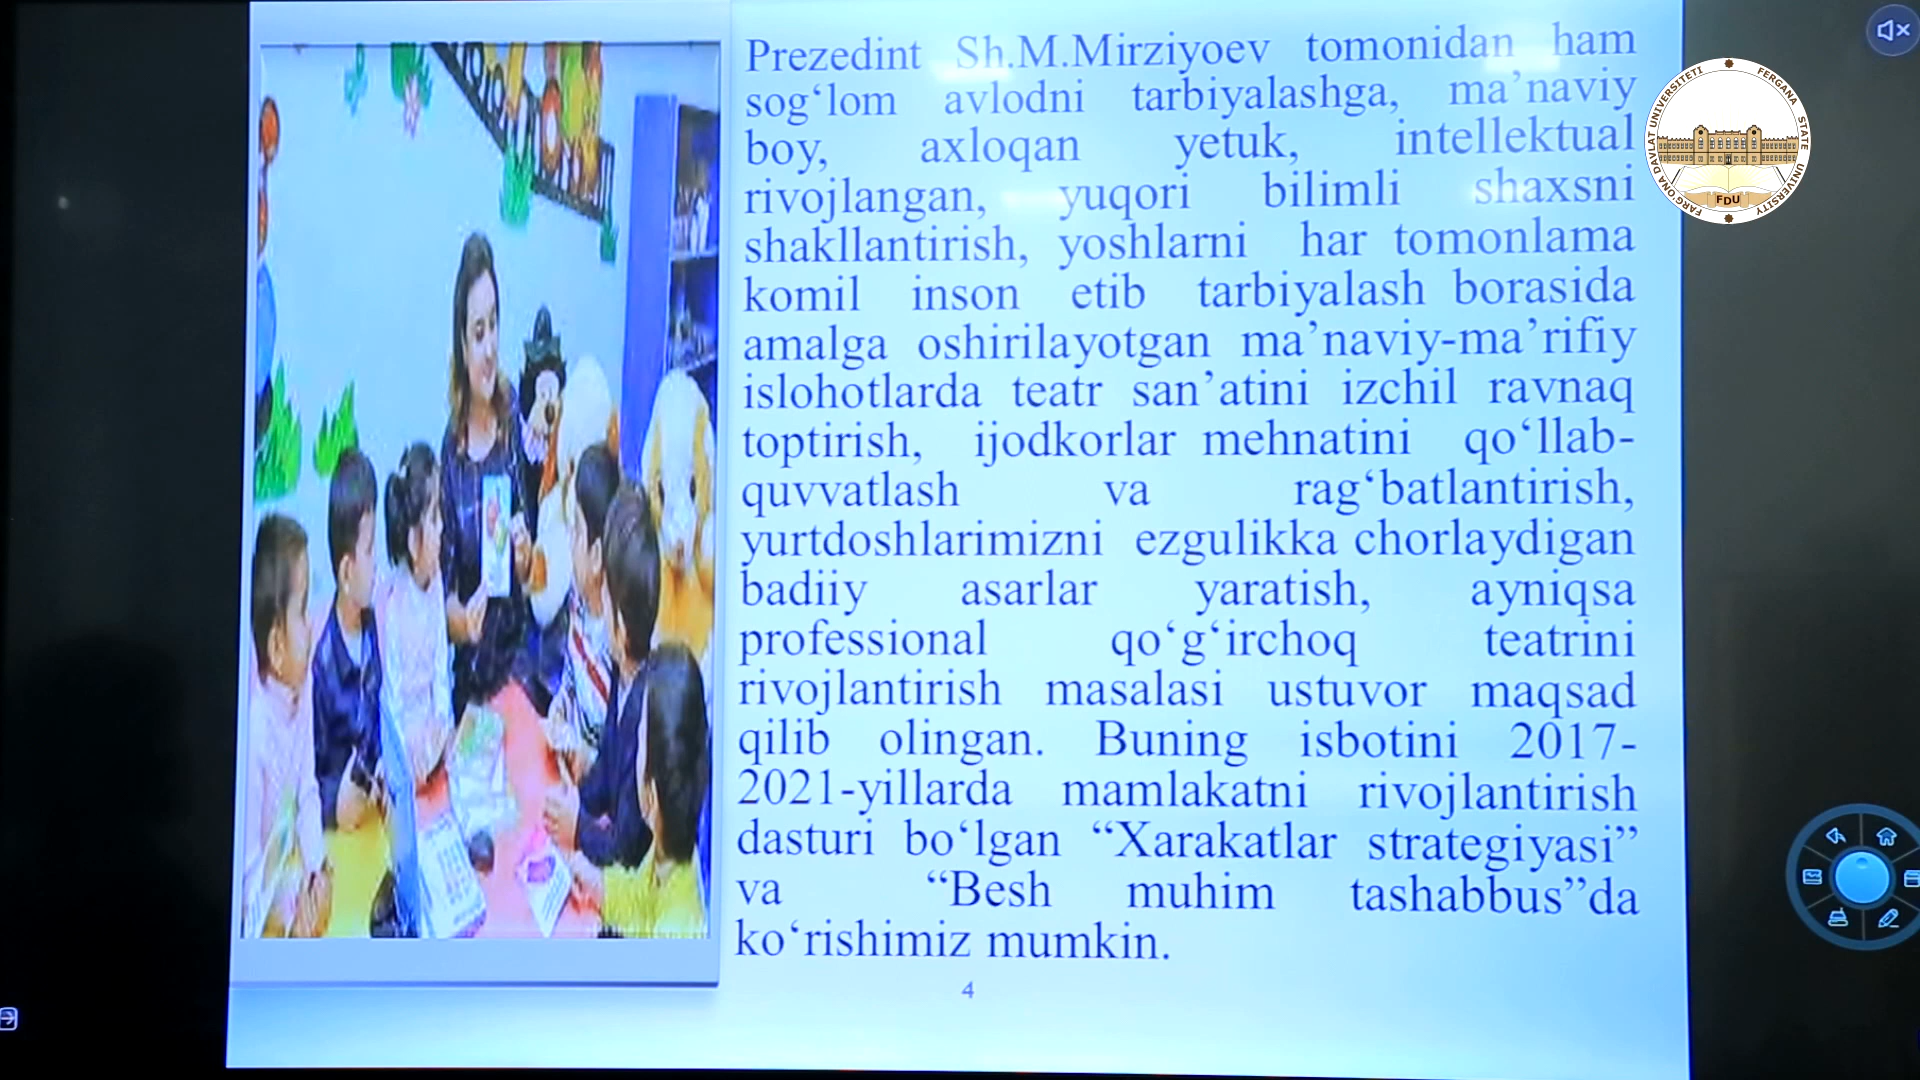 Prezedint Sh.M.Mirziyoev tomonidan ham
sog‘lom avlodni tarbiyalashga, ma’naviy
boy, axloqan yetuk, intellektual
rivojlangan, yuqori bilimli shaxsni
shakllantirish, yoshlarni har tomonlama
komil inson etib tarbiyalash borasida
amalga oshirilayotgan ma’naviy-ma’rifiy
islohotlarda teatr san’atini izchil ravnaq
toptirish, ijodkorlar mehnatini qo‘llab-
quvvatlash va rag‘batlantirish,
yurtdoshlarimizni ezgulikka chorlaydigan
badiiy asarlar yaratish, ayniqsa
professional qo‘g‘irchoq teatrini
rivojlantirish masalasi ustuvor maqsad
qilib olingan. Buning isbotini 2017-
2021-yillarda mamlakatni rivojlantirish
dasturi bo‘lgan “Xarakatlar strategiyasi”
va “Besh muhim tashabbus”da
ko‘rishimiz mumkin.
4
FARG'ONA DAVLAT UNIVERSITETI
FERGANA STATE UNIVERSITY
FDU